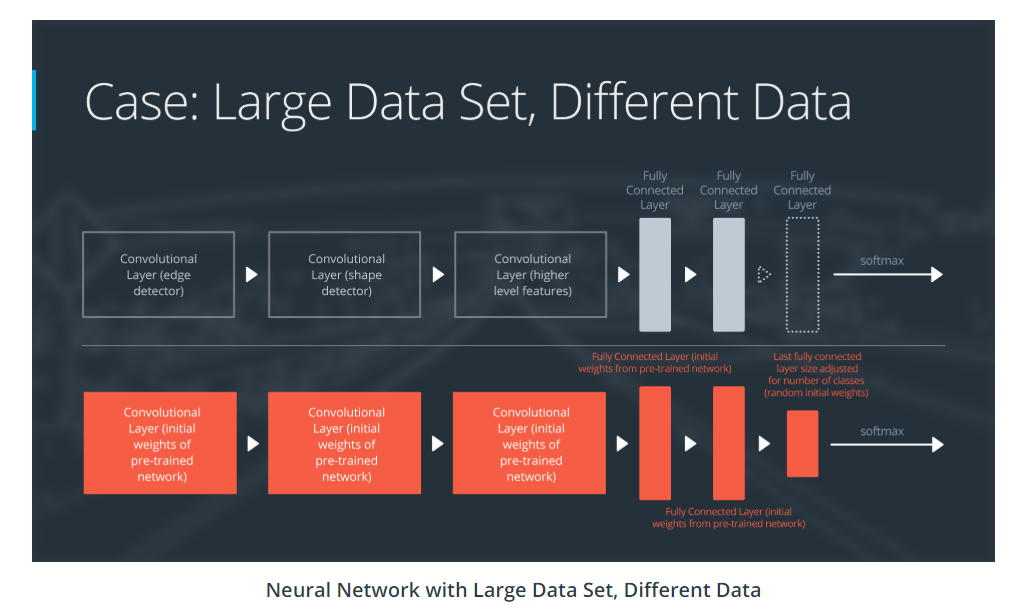 Case: Large Data Set, Different Data
Fully
Connected
Layer
Fully
Connected
Layer
Fully
Connected
Layer
Convolutional
Layer (edge
detector)
Convolutional
Layer (shape
detector)
Convolutional
Layer (higher
level features)
softmax
Fully Connected Layer (initial
weights from pre-trained network)
Last fully connected
layer size adjusted
for number of classes
(random initial weights)
Convolutional
Layer (initial
weights of
pre-trained
network)
Convolutional
Layer (initial
weights of
pre-trained
network)
Convolutional
Layer (initial
weights of
pre-trained
network)
softmax
Fully Connected Layer (initial
weights from pre-trained network)
Neural Network with Large Data Set, Different Data